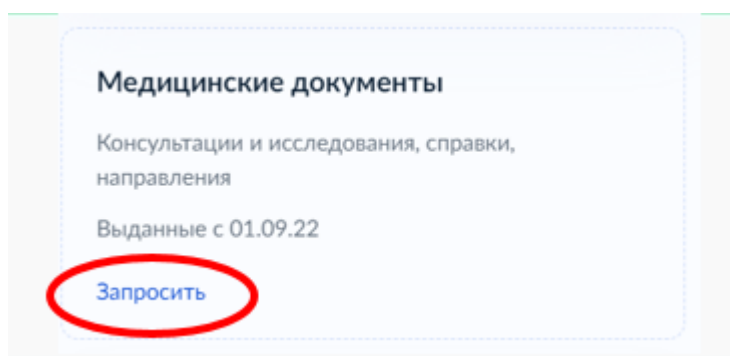 Медицинские документы
Консультации и исследования, справки,
направления
Выданные с 01.09.22
Запросить